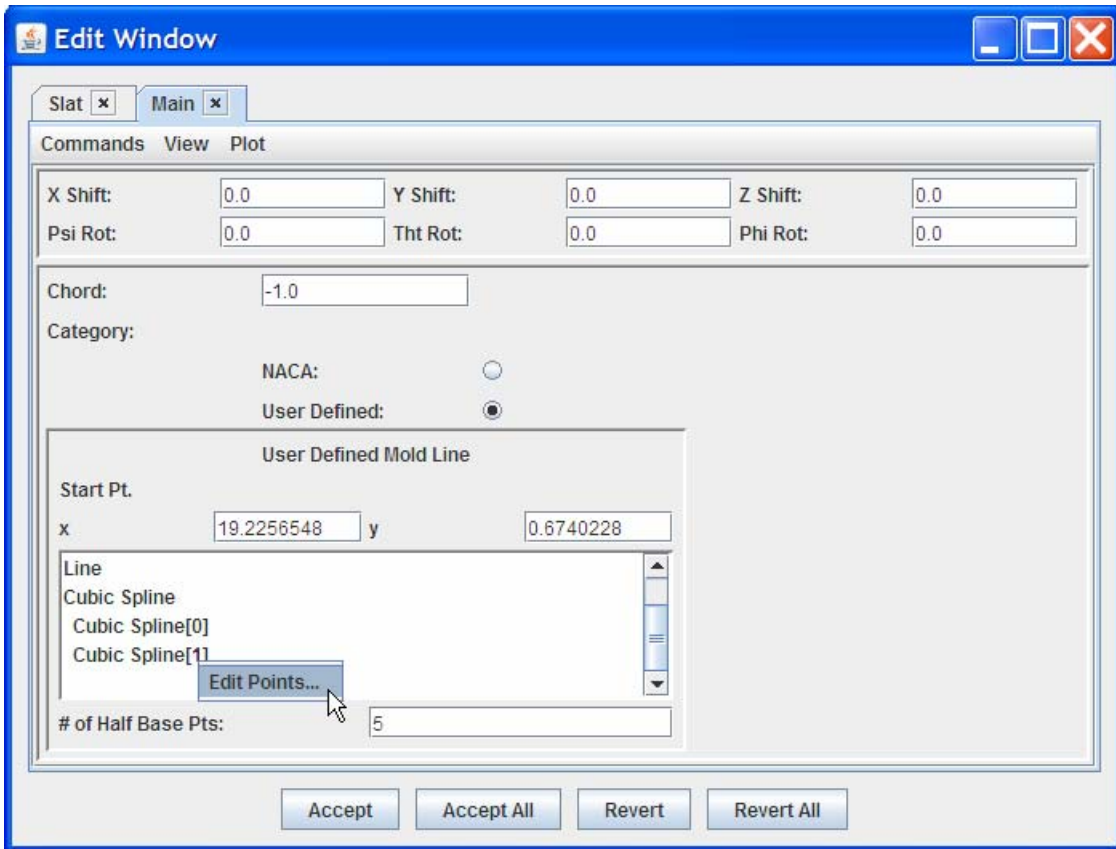 Edit Window
Slat Main
Commands View Plot
X Shift: 0.0 Y Shift: 0.0 Z Shift: 0.0
Psi Rot: 0.0 Tht Rot: 0.0 Phi Rot: 0.0
Chord: -1.0
Category:
NACA:
User Defined:
User Defined Mold Line
Start Pt.
x 19.2256548 y 0.6740228
Line
Cubic Spline
Cubic Spline[0]
Cubic Spline[1]
Edit Points...
# of Half Base Pts: 5
Accept Accept All Revert Revert All